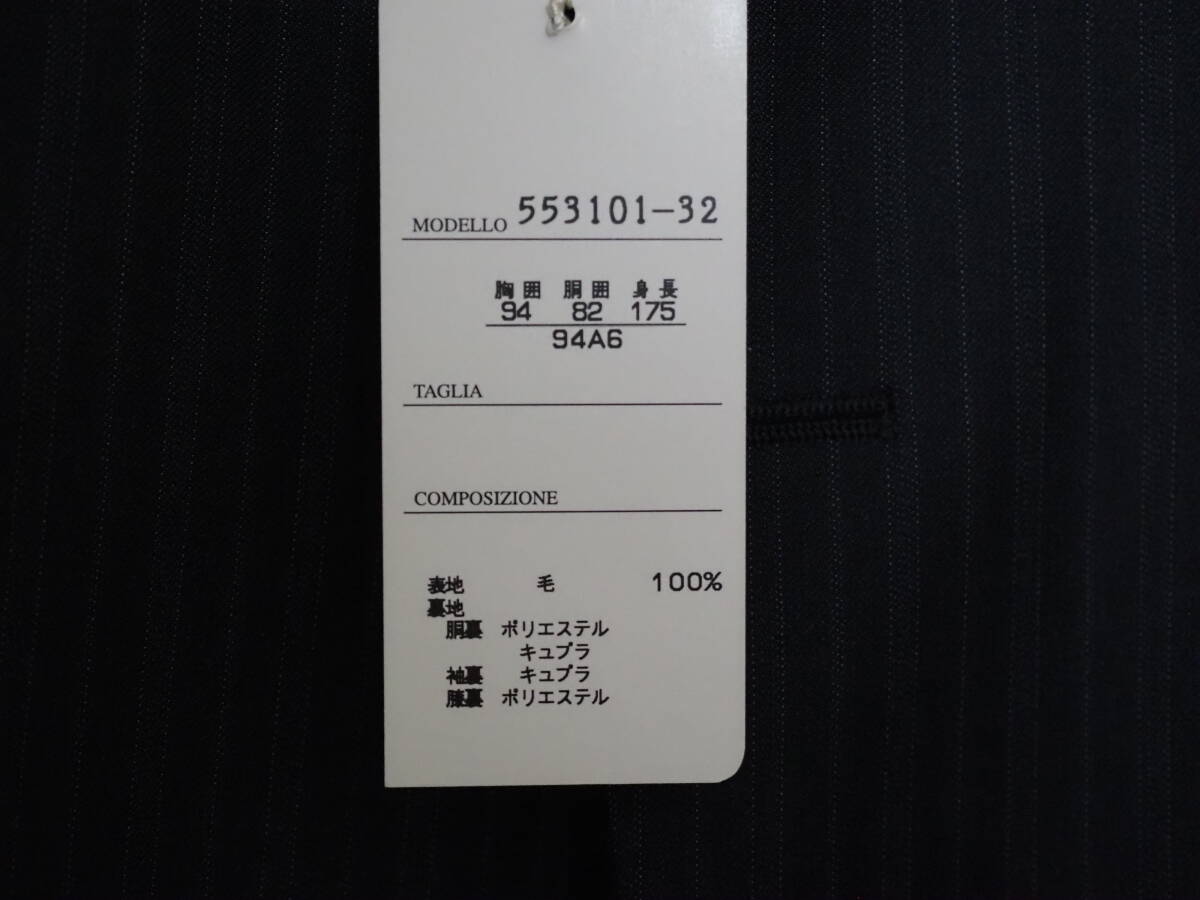 MODELLO 553101-32
胸囲 胴囲 身長
94 82 175
94A6
TAGLIA
COMPOSIZIONE
表地 毛 100%
裏地
胴裏 ポリエステル
キュプラ
袖裏 キュプラ
膝裏 ポリエステル